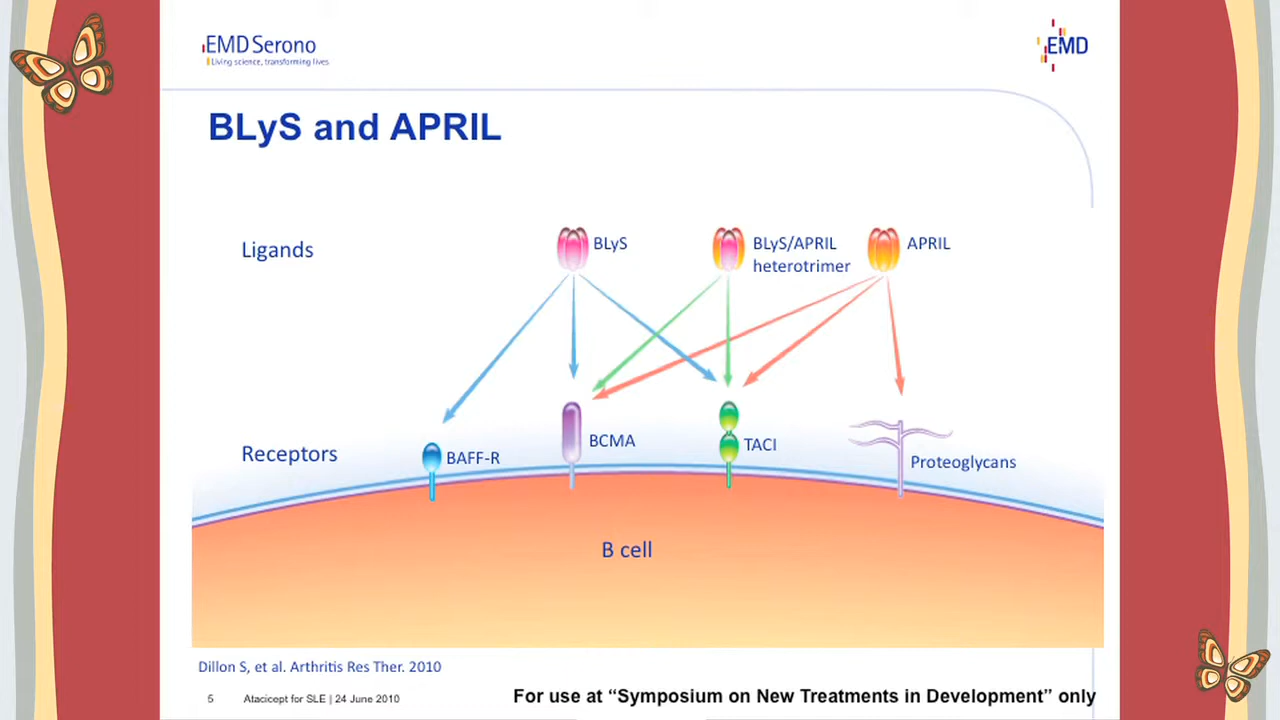 EMD Serono
Living science, transforming lives
EMD
BLyS and APRIL
Ligands
BLyS
BLyS/APRIL
heterotrimer
APRIL
Receptors
BAFF-R
BCMA
TACI
Proteoglycans
B cell
Dillon S, et al. Arthritis Res Ther. 2010
5 Atacicept for SLE | 24 June 2010
For use at “Symposium on New Treatments in Development” only